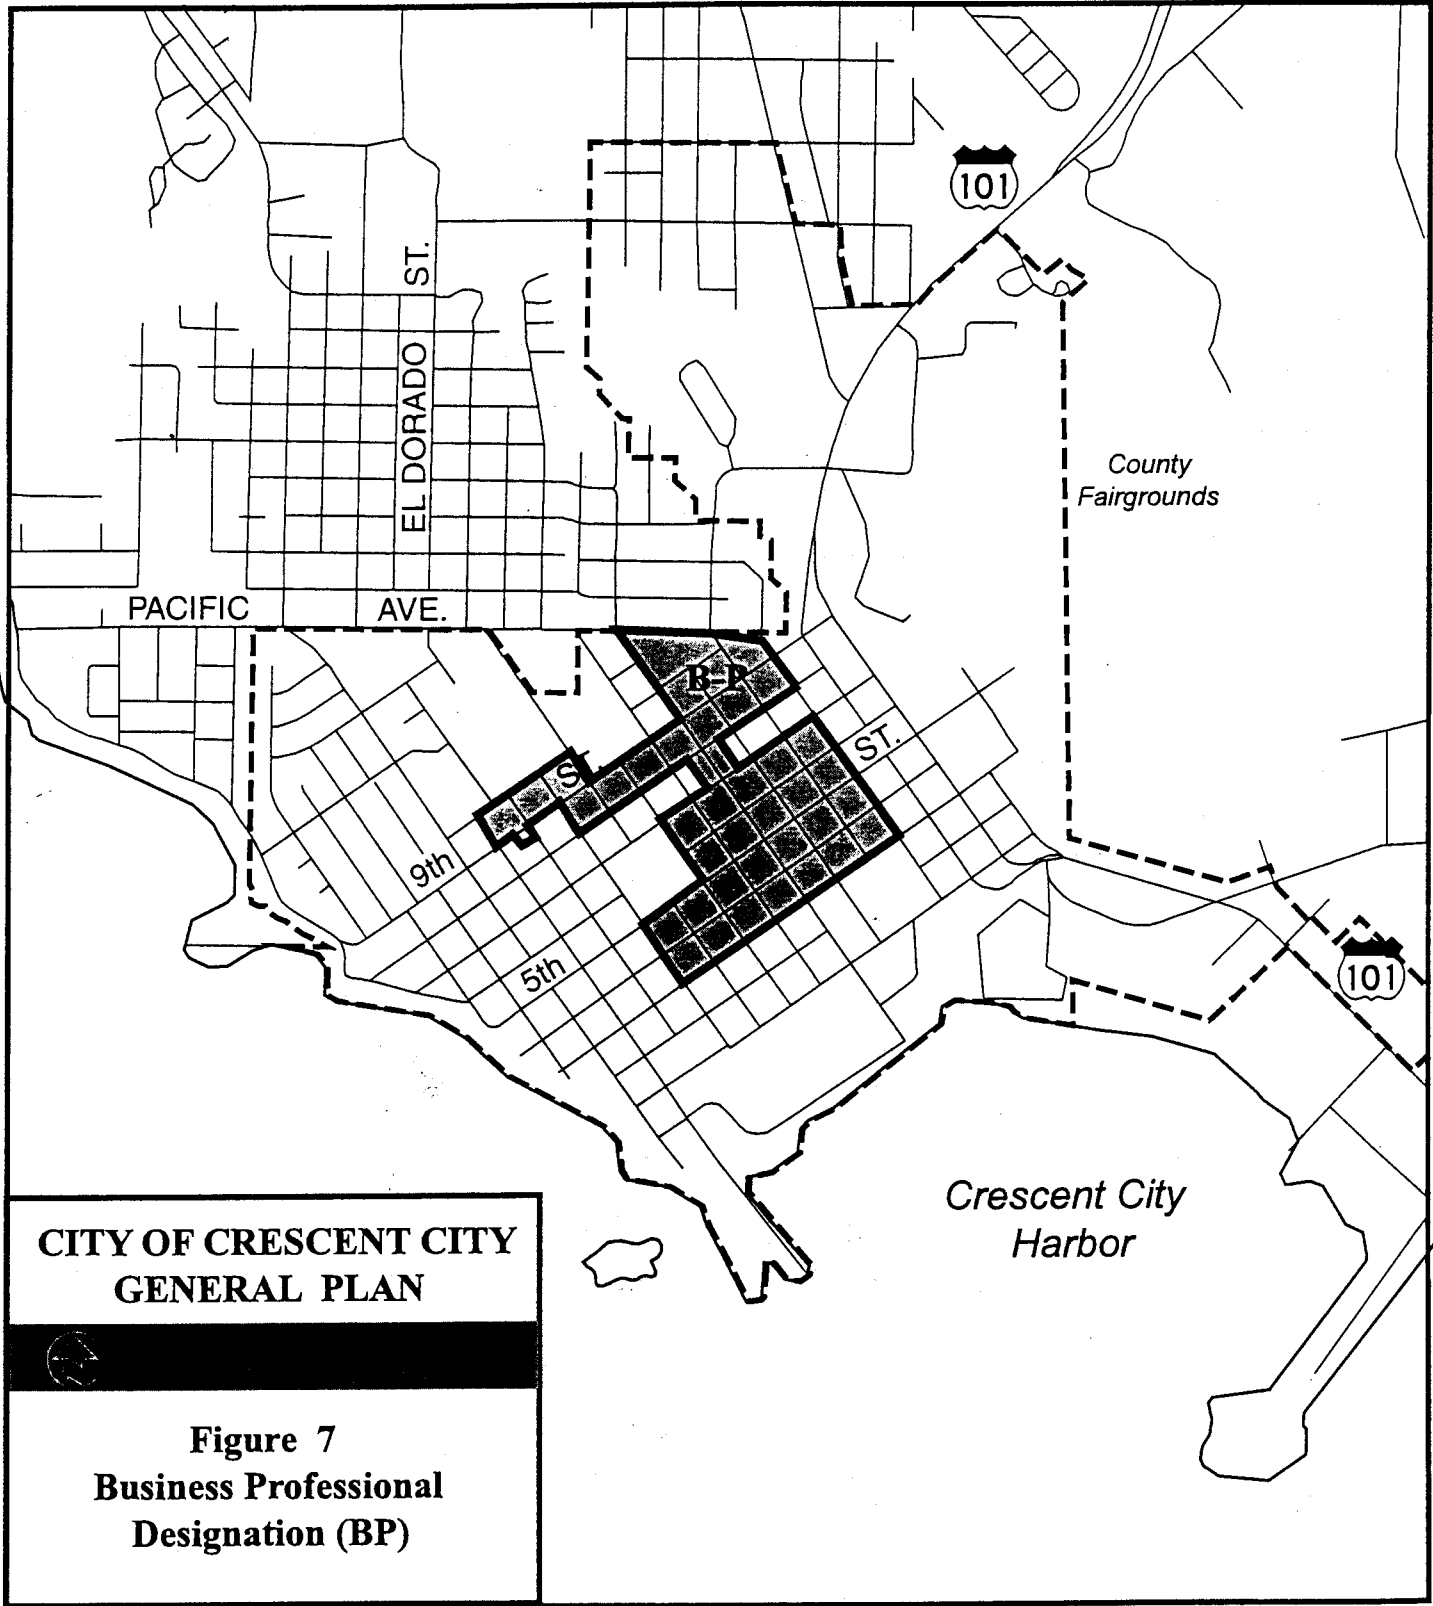 101
EL DORADO ST.
County
Fairgrounds
PACIFIC AVE.
B-P
ST.
ST.
9th
5th
101
Crescent City
Harbor
CITY OF CRESCENT CITY
GENERAL PLAN
Figure 7
Business Professional
Designation (BP)